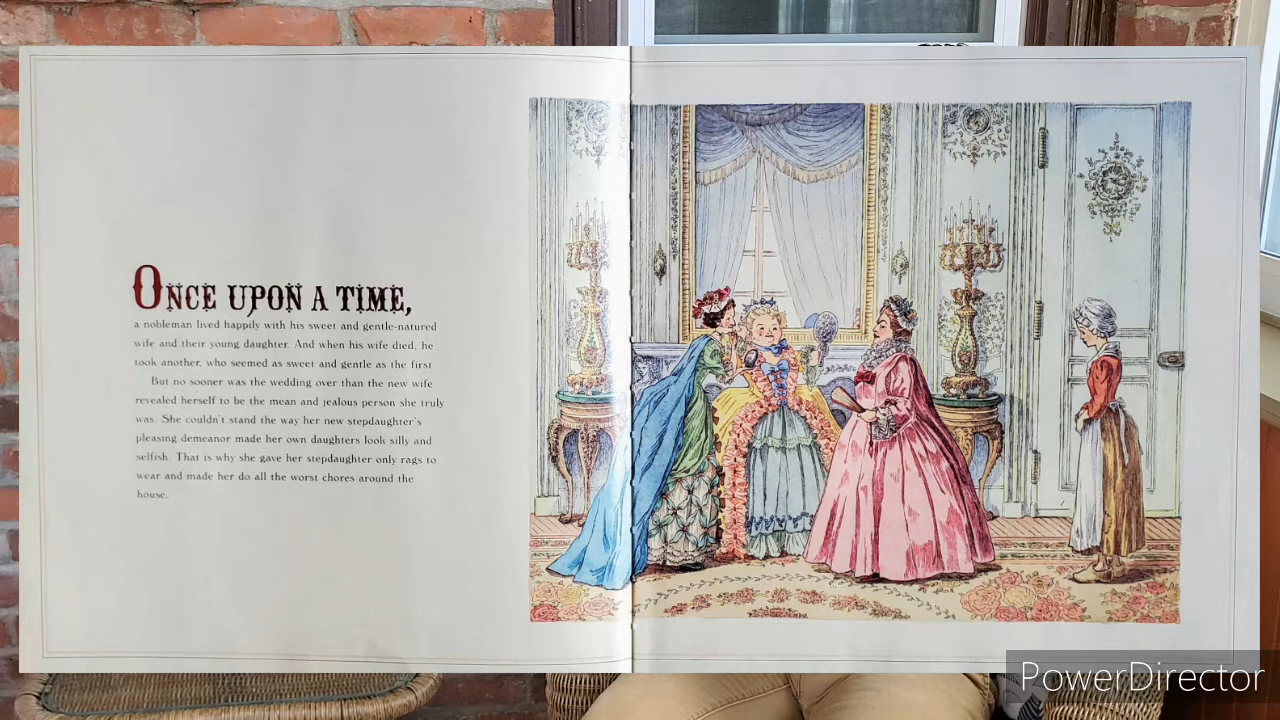 ONCE UPON A TIME,
a nobleman lived happily with his sweet and gentle-natured
wife and their young daughter. And when his wife died, he
took another, who seemed as sweet and gentle as the first
But no sooner was the wedding over than the new wife
revealed herself to be the mean and jealous person she truly
was. She couldn't stand the way her new stepdaughter's
pleasing demeanor made her own daughters look silly and
selfish. That is why she gave her stepdaughter only rags to
wear and made her do all the worst chores around the
house.
PowerDirector